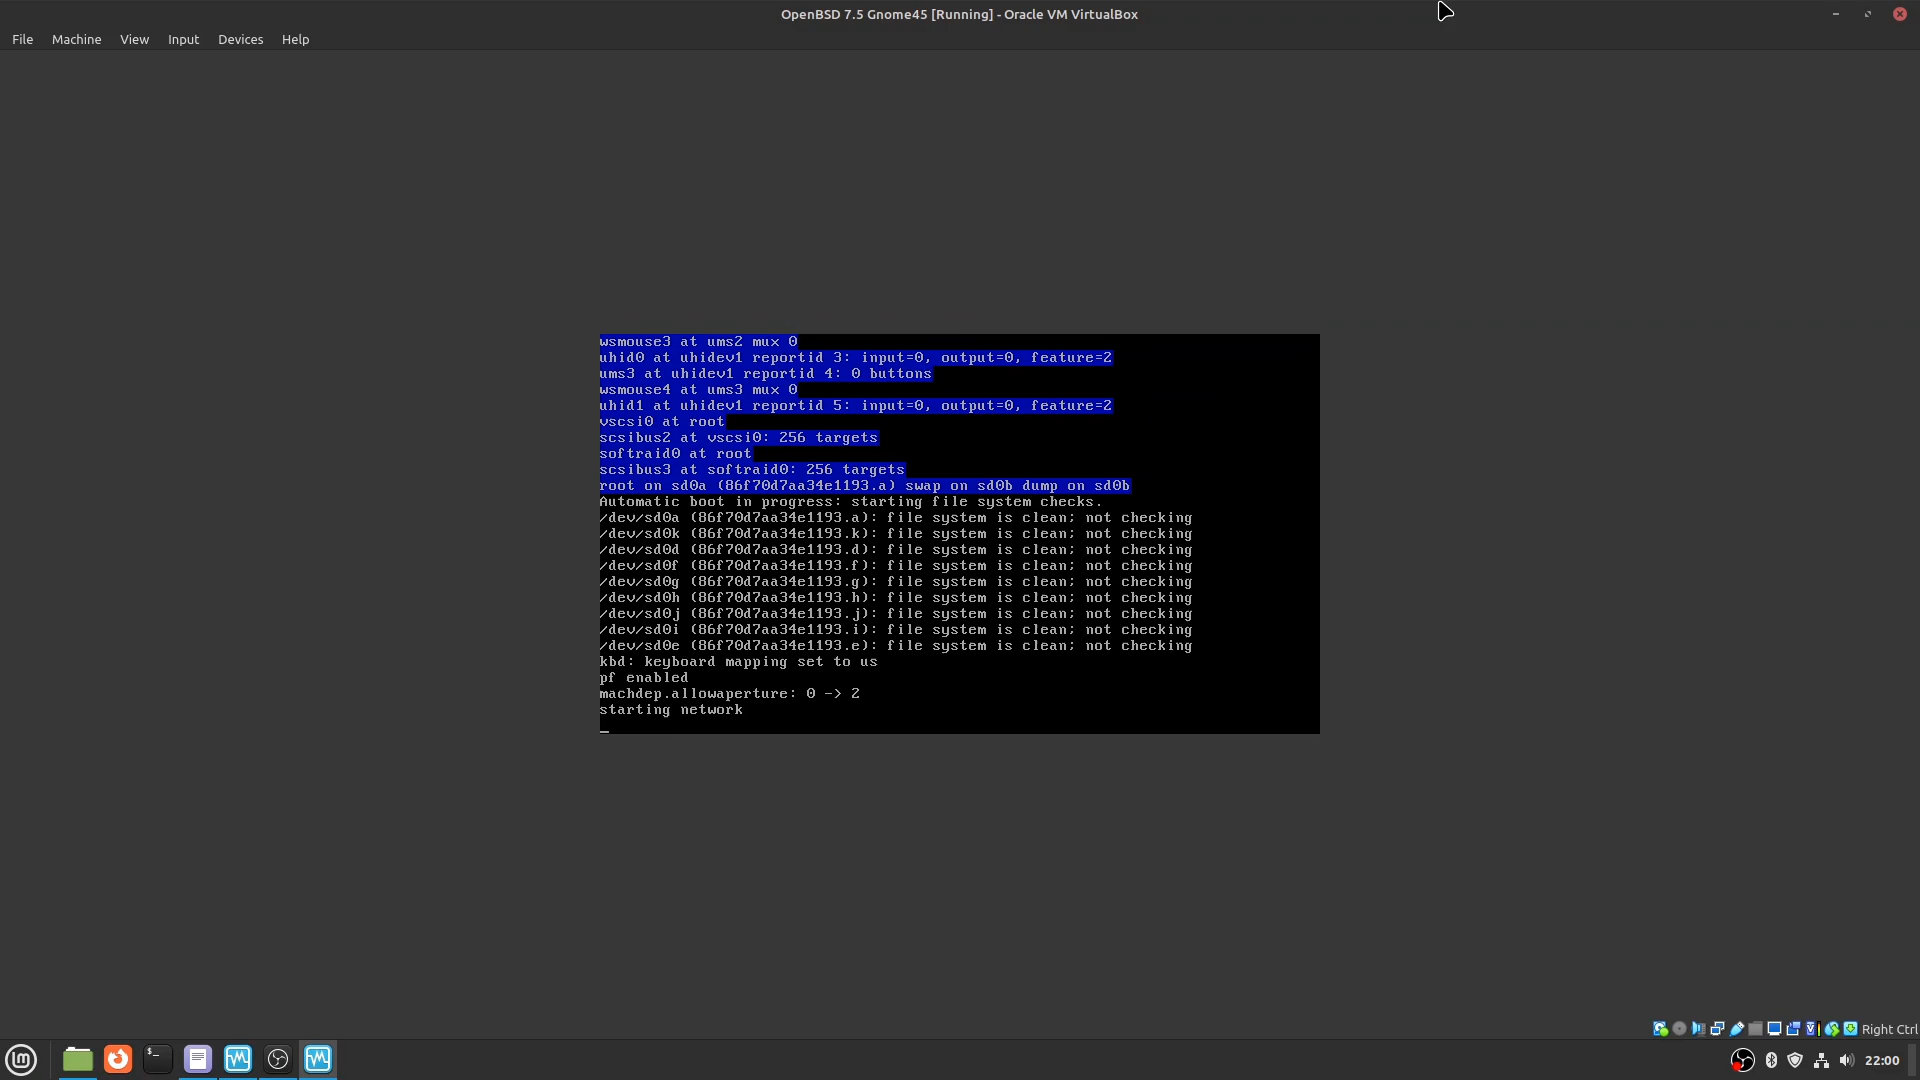 OpenBSD 7.5 Gnome45 [Running] - Oracle VM VirtualBox
File Machine View Input Devices Help
wsmouse3 at ums2 mux 0
uhid0 at uhidev1 reportid 3: input=0, output=0, feature=2
ums3 at uhidev1 reportid 4: 0 buttons
wsmouse4 at ums3 mux 0
uhid1 at uhidev1 reportid 5: input=0, output=0, feature=2
vscsi0 at root
scsibus2 at vscsi0: 256 targets
softraid0 at root
scsibus3 at softraid0: 256 targets
root on sd0a (86f70d7aa34e1193.a) swap on sd0b dump on sd0b
Automatic boot in progress: starting file system checks.
/dev/sd0a (86f70d7aa34e1193.a): file system is clean; not checking
/dev/sd0k (86f70d7aa34e1193.k): file system is clean; not checking
/dev/sd0d (86f70d7aa34e1193.d): file system is clean; not checking
/dev/sd0f (86f70d7aa34e1193.f): file system is clean; not checking
/dev/sd0g (86f70d7aa34e1193.g): file system is clean; not checking
/dev/sd0h (86f70d7aa34e1193.h): file system is clean; not checking
/dev/sd0j (86f70d7aa34e1193.j): file system is clean; not checking
/dev/sd0i (86f70d7aa34e1193.i): file system is clean; not checking
/dev/sd0e (86f70d7aa34e1193.e): file system is clean; not checking
kbd: keyboard mapping set to us
pf enabled
machdep.allowaperture: 0 -> 2
starting network
Right Ctrl
22:00